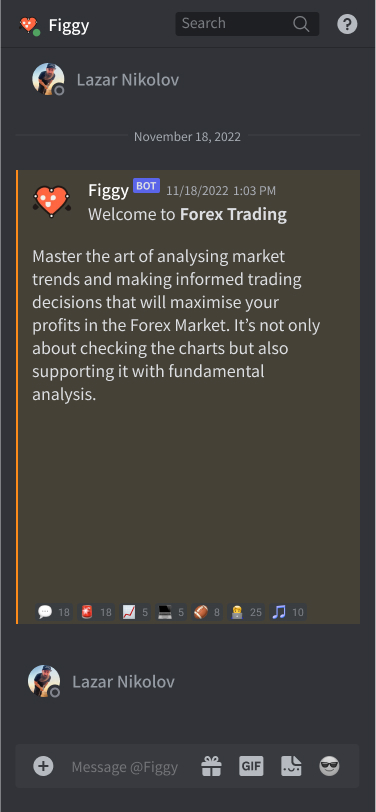 Figgy
Search
?
Lazar Nikolov
November 18, 2022
Figgy BOT 11/18/2022 1:03 PM
Welcome to Forex Trading
Master the art of analysing market
trends and making informed trading
decisions that will maximise your
profits in the Forex Market. It’s not only
about checking the charts but also
supporting it with fundamental
analysis.
18 18 5 5 8 25 10
Lazar Nikolov
Message @Figgy GIF